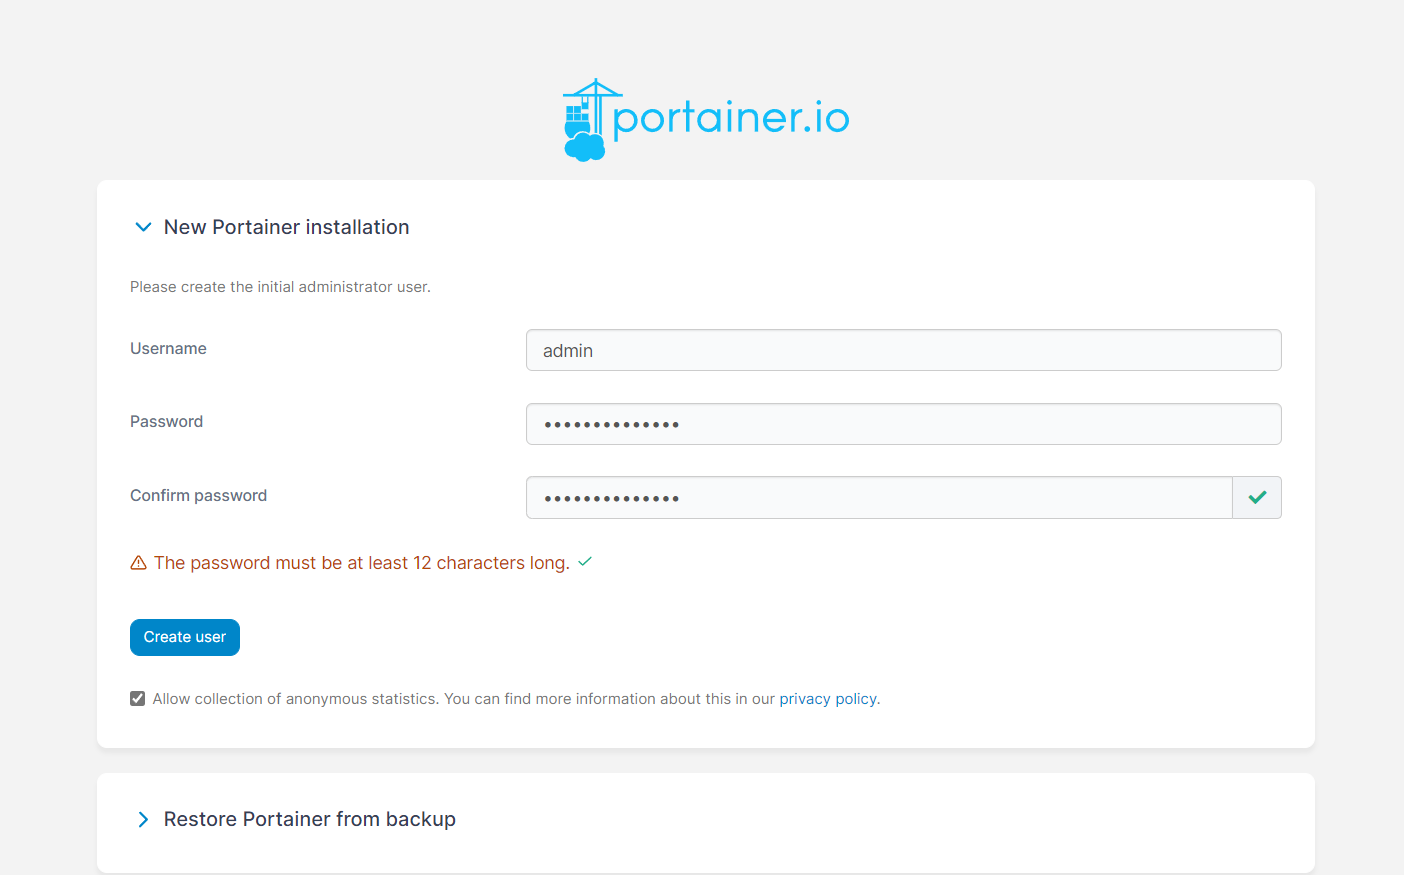 portainer.io
New Portainer installation
Please create the initial administrator user.
Username
admin
Password
••••••••••••••
Confirm password
••••••••••••••
The password must be at least 12 characters long.
Create user
Allow collection of anonymous statistics. You can find more information about this in our privacy policy.
Restore Portainer from backup